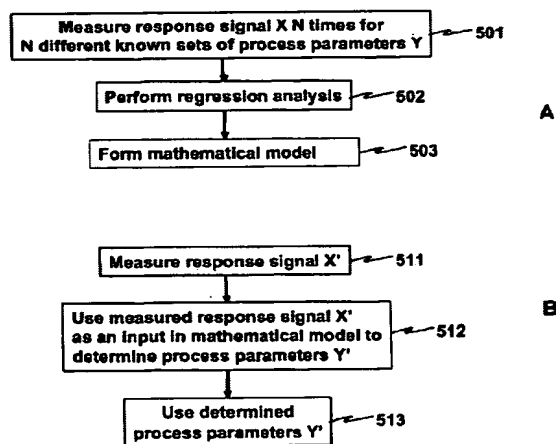 Measure response signal X N times for
N different known sets of process parameters Y
501
Perform regression analysis
502
A
Form mathematical model
503
Measure response signal X'
511
Use measured response signal X'
as an input in mathematical model to
determine process parameters Y'
512
B
Use determined
process parameters Y'
513